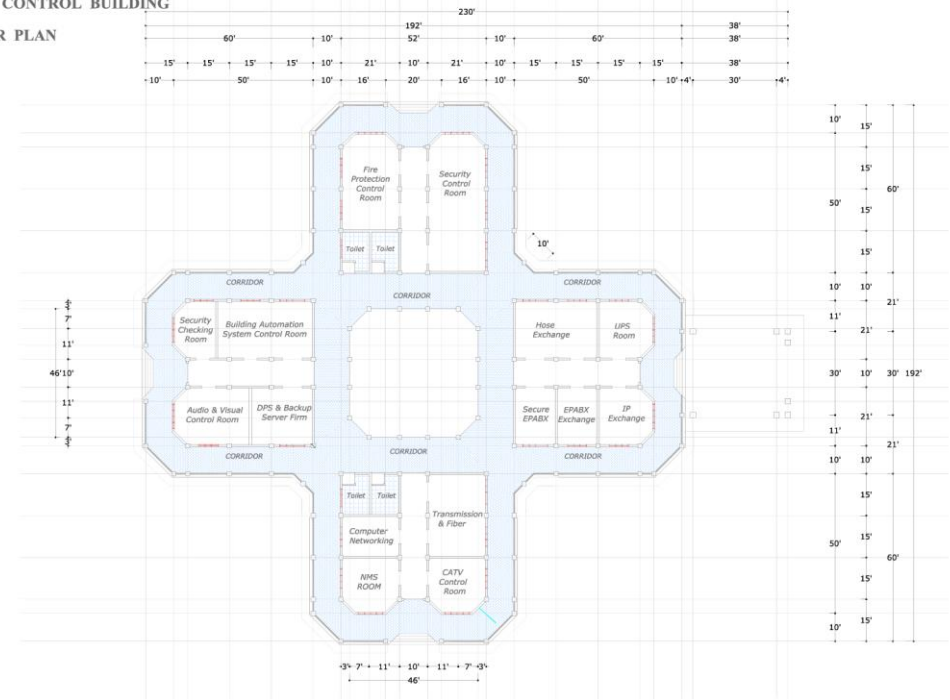 CONTROL BUILDING
R PLAN
230'
192' 38'
60' 10' 52' 10' 60' 38'
15' 15' 15' 15' 10' 21' 10' 21' 10' 15' 15' 15' 15' 38'
10' 50' 10' 16' 20' 16' 10' 50' 10' 4' 30' 4'
10' 15'
Fire
Protection
Control
Room
Security
Control
Room
15'
50' 60'
15'
Toilet Toilet
10'
15'
CORRIDOR
CORRIDOR
CORRIDOR
10' 10'
21'
7'
Security
Checking
Room
Building Automation
System Control Room
Hose
Exchange
UPS
Room
11' 21'
11'
46' 10'
30' 10' 30' 192'
11'
Audio & Visual
Control Room
DPS & Backup
Server Firm
Secure
EPABX
EPABX
Exchange
IP
Exchange
21'
7'
11'
21'
CORRIDOR
CORRIDOR
CORRIDOR
10' 10'
Toilet Toilet
15'
Transmission
& Fiber
Computer
Networking
15'
50' 60'
NMS
ROOM
CATV
Control
Room
15'
10' 15'
3' 7' 11' 10' 11' 7' 3'
46'